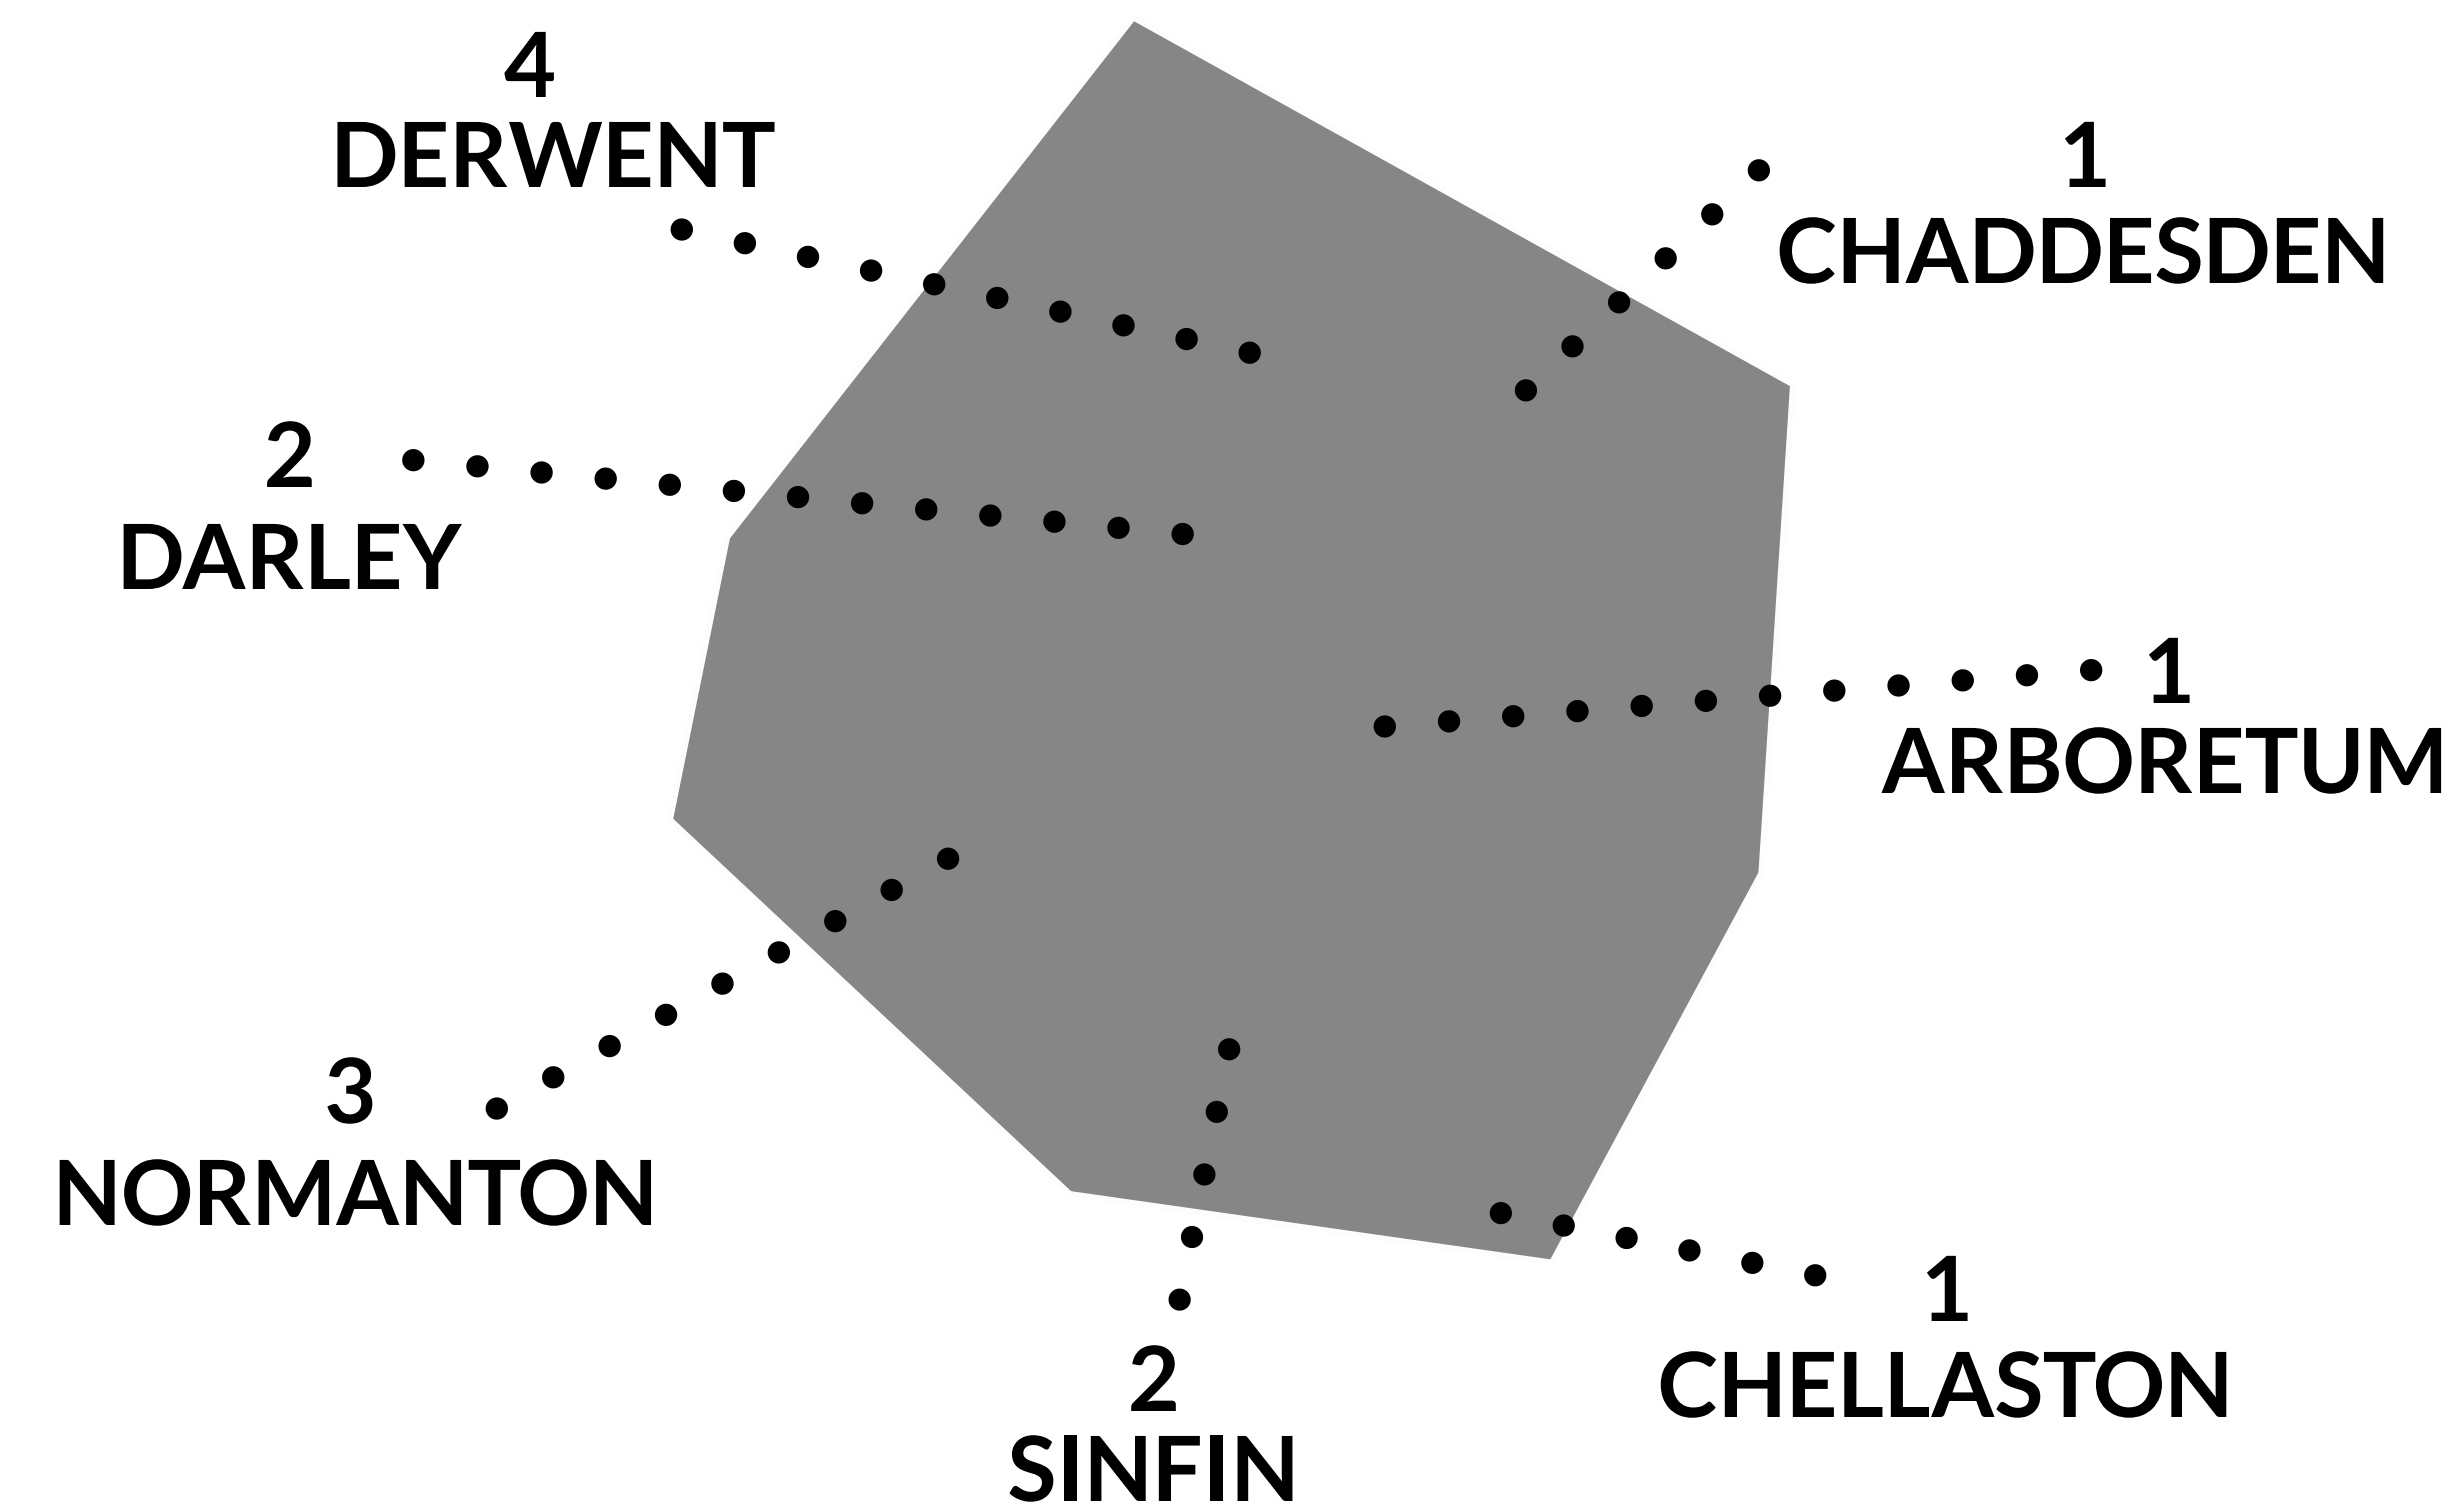 4
DERWENT
1
CHADDESDEN
2
DARLEY
1
ARBORETUM
3
NORMANTON
1
CHELLASTON
2
SINFIN